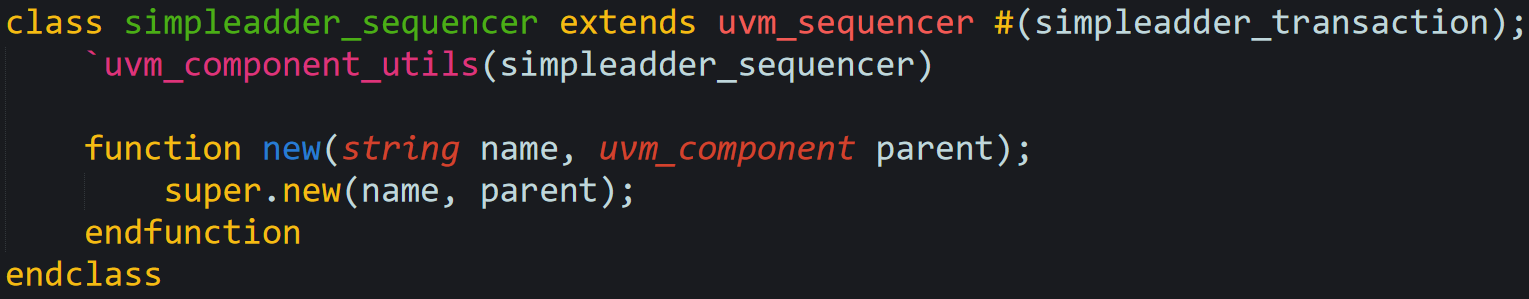 class simpleadder_sequencer extends uvm_sequencer #(simpleadder_transaction);
    `uvm_component_utils(simpleadder_sequencer)

    function new(string name, uvm_component parent);
        super.new(name, parent);
    endfunction
endclass